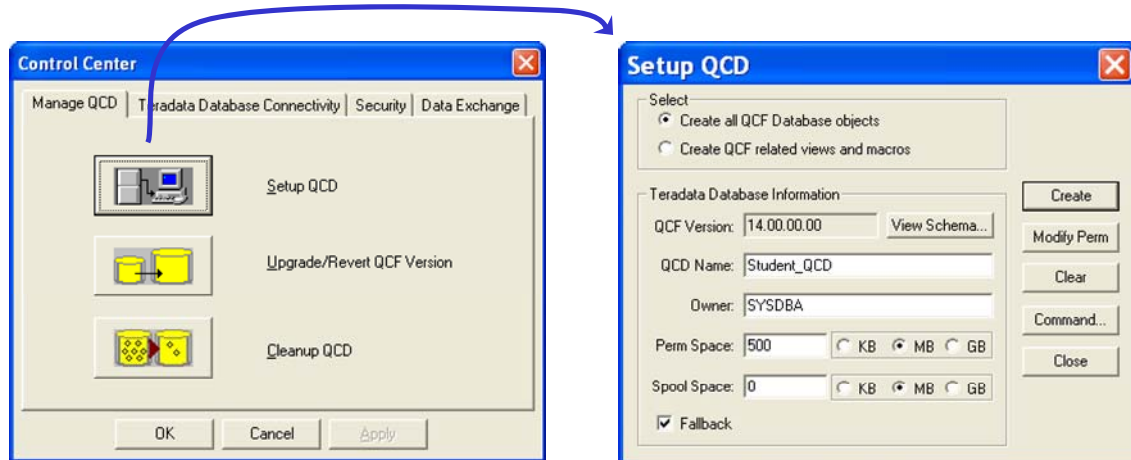 Control Center
Manage QCD Teradata Database Connectivity Security Data Exchange
Setup QCD
Upgrade/Revert QCF Version
Cleanup QCD
OK Cancel Apply
Setup QCD
Select
Create all QCF Database objects
Create QCF related views and macros
Teradata Database Information
QCF Version: 14.00.00.00 View Schema...
QCD Name: Student_QCD
Owner: SYSDBA
Perm Space: 500 KB MB GB
Spool Space: 0 KB MB GB
Fallback
Create
Modify Perm
Clear
Command...
Close